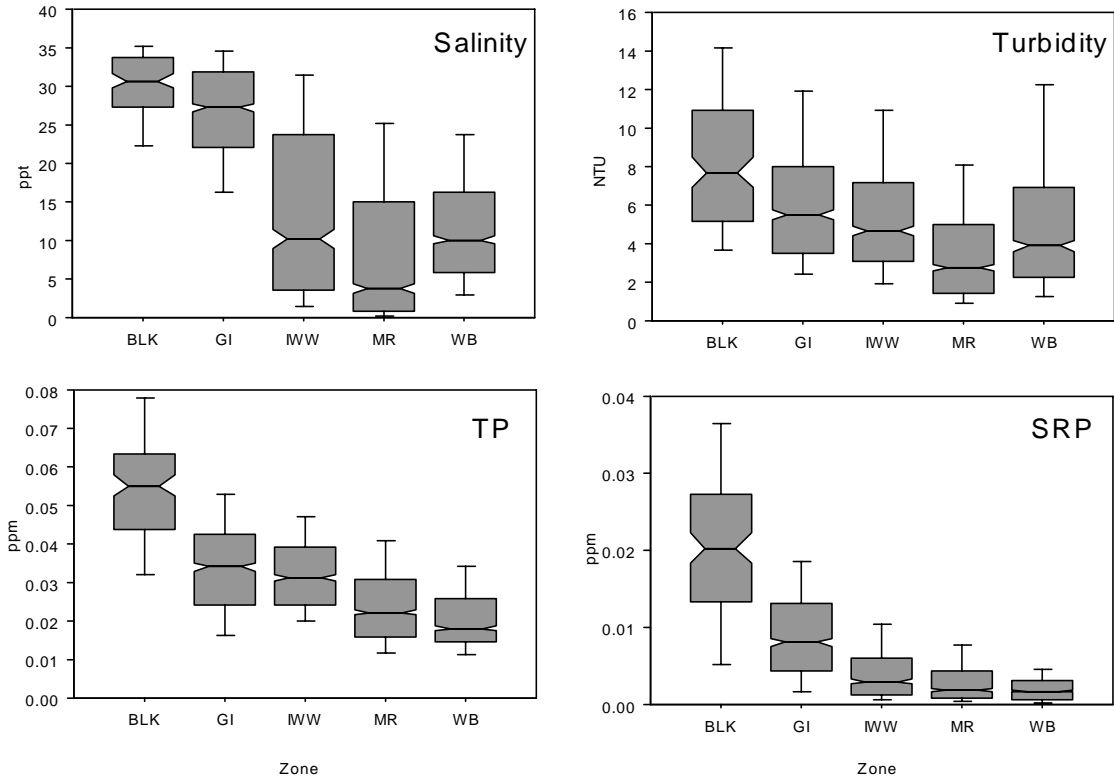 Salinity
40
35
30
25
20
15
10
5
0
ppt
BLK GI IWW MR WB
Turbidity
16
14
12
10
8
6
4
2
0
NTU
BLK GI IWW MR WB
TP
0.08
0.07
0.06
0.05
0.04
0.03
0.02
0.01
0.00
ppm
BLK GI IWW MR WB
Zone
SRP
0.04
0.03
0.02
0.01
0.00
ppm
BLK GI IWW MR WB
Zone